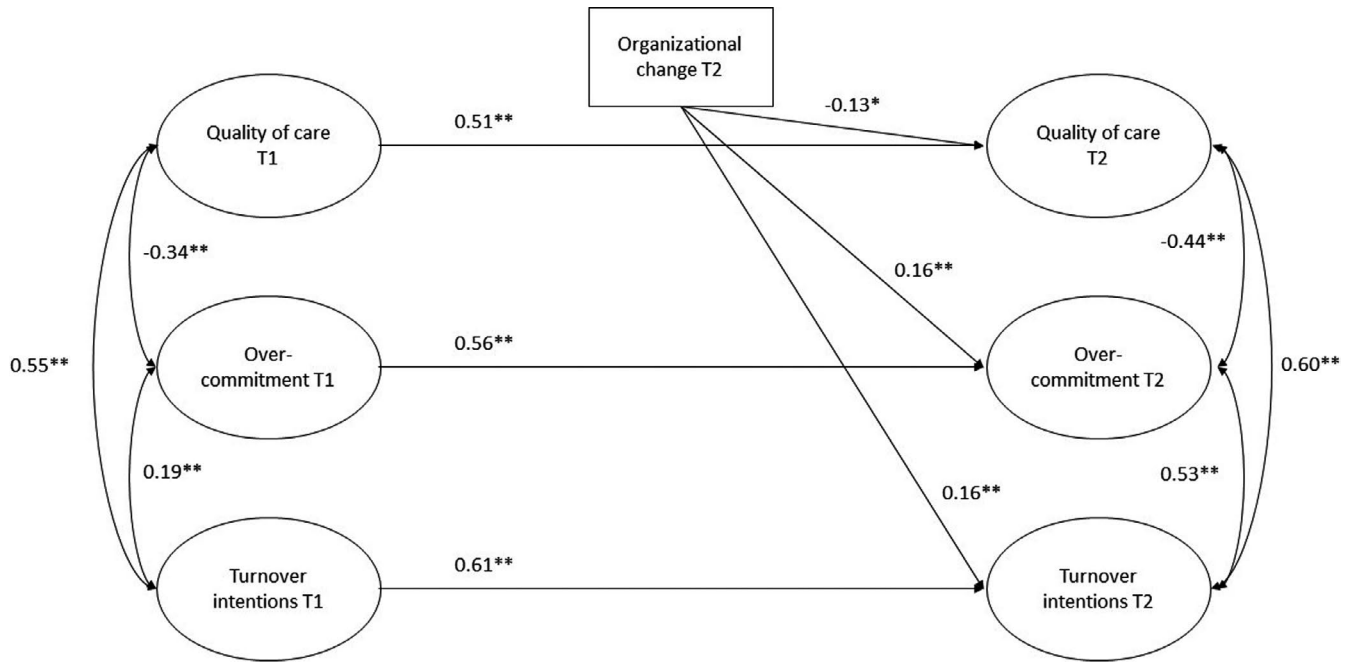 Organizational
change T2
-0.13*
Quality of care
T1
0.51**
Quality of care
T2
-0.34**
-0.44**
0.16**
Over-
commitment T1
0.56**
Over-
commitment T2
0.55**
0.60**
0.19**
0.53**
0.16**
Turnover
intentions T1
0.61**
Turnover
intentions T2